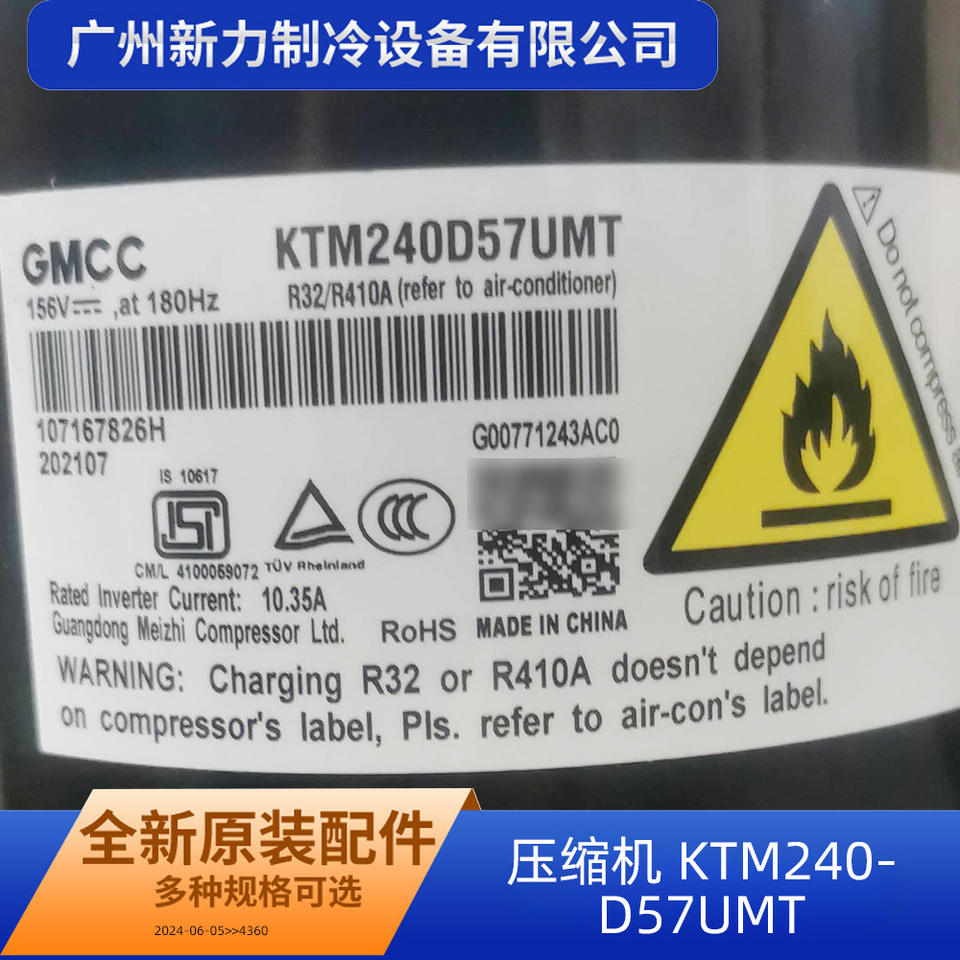 广州新力制冷设备有限公司
GMCC
KTM240D57UMT
156V⎓,at 180Hz
R32/R410A (refer to air-conditioner)
107167826H
G00771243AC0
202107
IS 10617
ISI
CCC
CM/L 4100059072
TÜV Rheinland
Rated Inverter Current: 10.35A
Guangdong Meizhi Compressor Ltd.
RoHS
MADE IN CHINA
Do not compress
Caution : risk of fire
WARNING: Charging R32 or R410A doesn't depend
on compressor's label, Pls. refer to air-con's label.
全新原装配件
多种规格可选
2024-06-05>>4360
压缩机 KTM240-
D57UMT